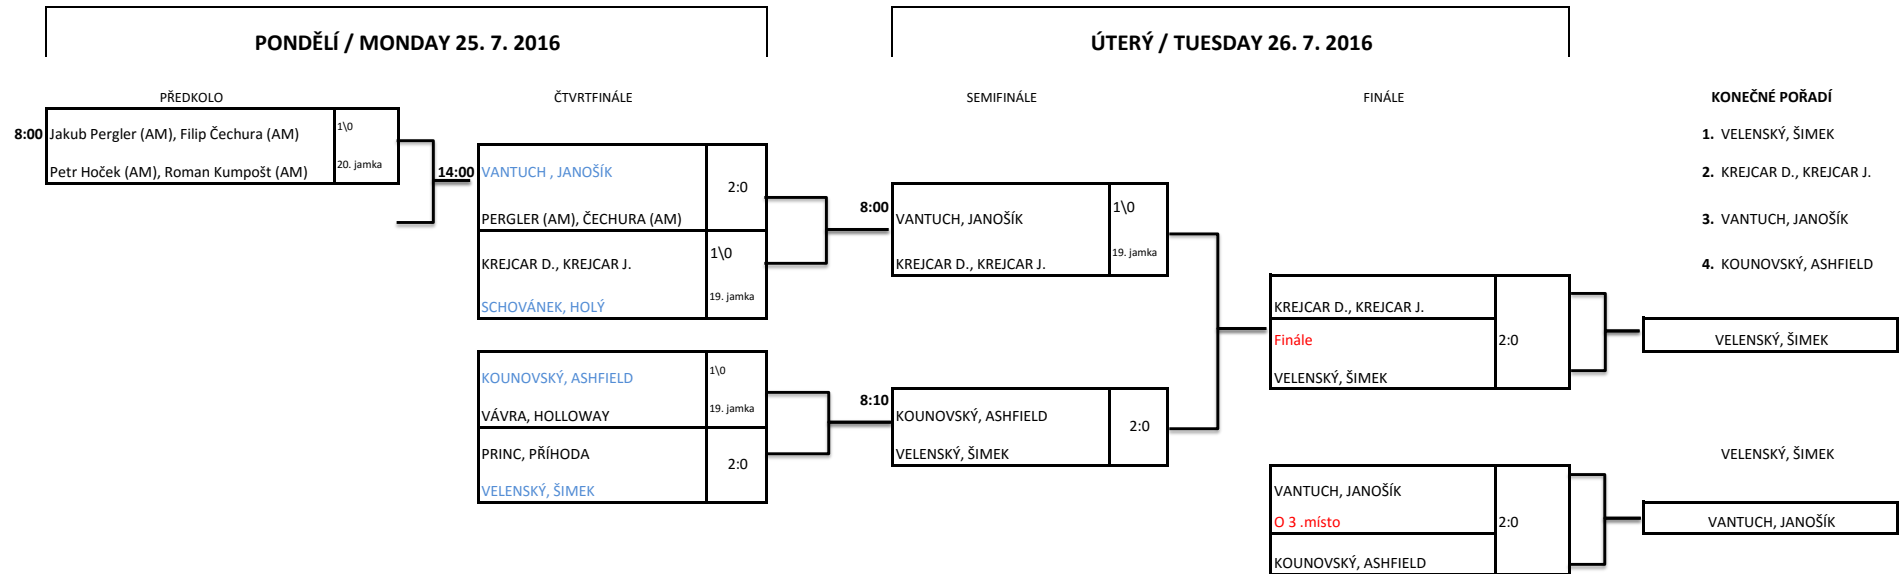 PONDĚLÍ / MONDAY 25. 7. 2016
ÚTERÝ / TUESDAY 26. 7. 2016
PŘEDKOLO
ČTVRTFINÁLE
SEMIFINÁLE
FINÁLE
KONEČNÉ POŘADÍ
8:00 Jakub Pergler (AM), Filip Čechura (AM) 1\0
Petr Hoček (AM), Roman Kumpošt (AM) 20. jamka
14:00 VANTUCH , JANOŠÍK
2:0
PERGLER (AM), ČECHURA (AM)
KREJCAR D., KREJCAR J. 1\0
SCHOVÁNEK, HOLÝ 19. jamka
KOUNOVSKÝ, ASHFIELD 1\0
VÁVRA, HOLLOWAY 19. jamka
PRINC, PŘÍHODA
2:0
VELENSKÝ, ŠIMEK
8:00 VANTUCH, JANOŠÍK 1\0
KREJCAR D., KREJCAR J. 19. jamka
8:10 KOUNOVSKÝ, ASHFIELD
2:0
VELENSKÝ, ŠIMEK
KREJCAR D., KREJCAR J.
Finále 2:0
VELENSKÝ, ŠIMEK
VANTUCH, JANOŠÍK
O 3 .místo 2:0
KOUNOVSKÝ, ASHFIELD
1. VELENSKÝ, ŠIMEK
2. KREJCAR D., KREJCAR J.
3. VANTUCH, JANOŠÍK
4. KOUNOVSKÝ, ASHFIELD
VELENSKÝ, ŠIMEK
VELENSKÝ, ŠIMEK
VANTUCH, JANOŠÍK